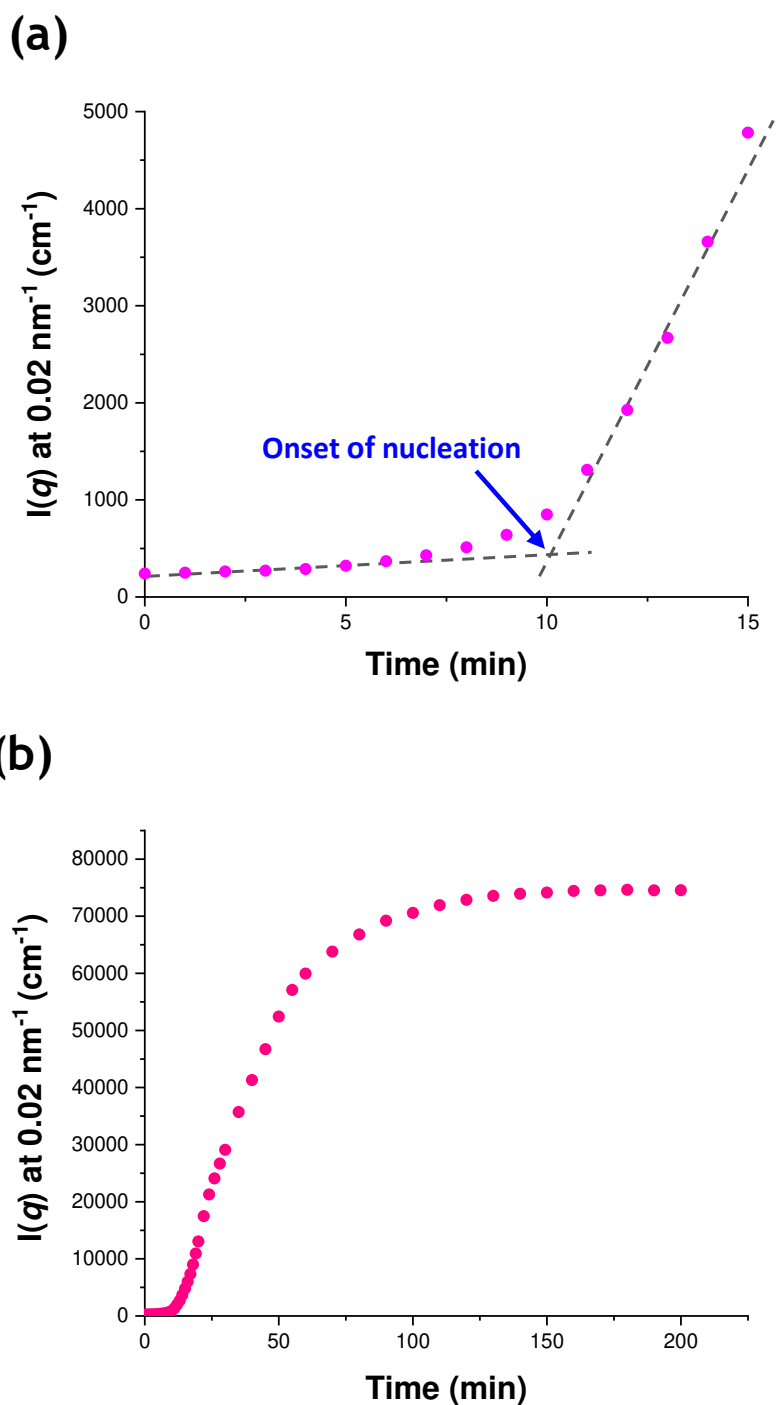 (a)
5000
4000
3000
2000
1000
0
I(q) at 0.02 nm⁻¹ (cm⁻¹)
Onset of nucleation
0 5 10 15
Time (min)
(b)
80000
70000
60000
50000
40000
30000
20000
10000
0
I(q) at 0.02 nm⁻¹ (cm⁻¹)
0 50 100 150 200
Time (min)